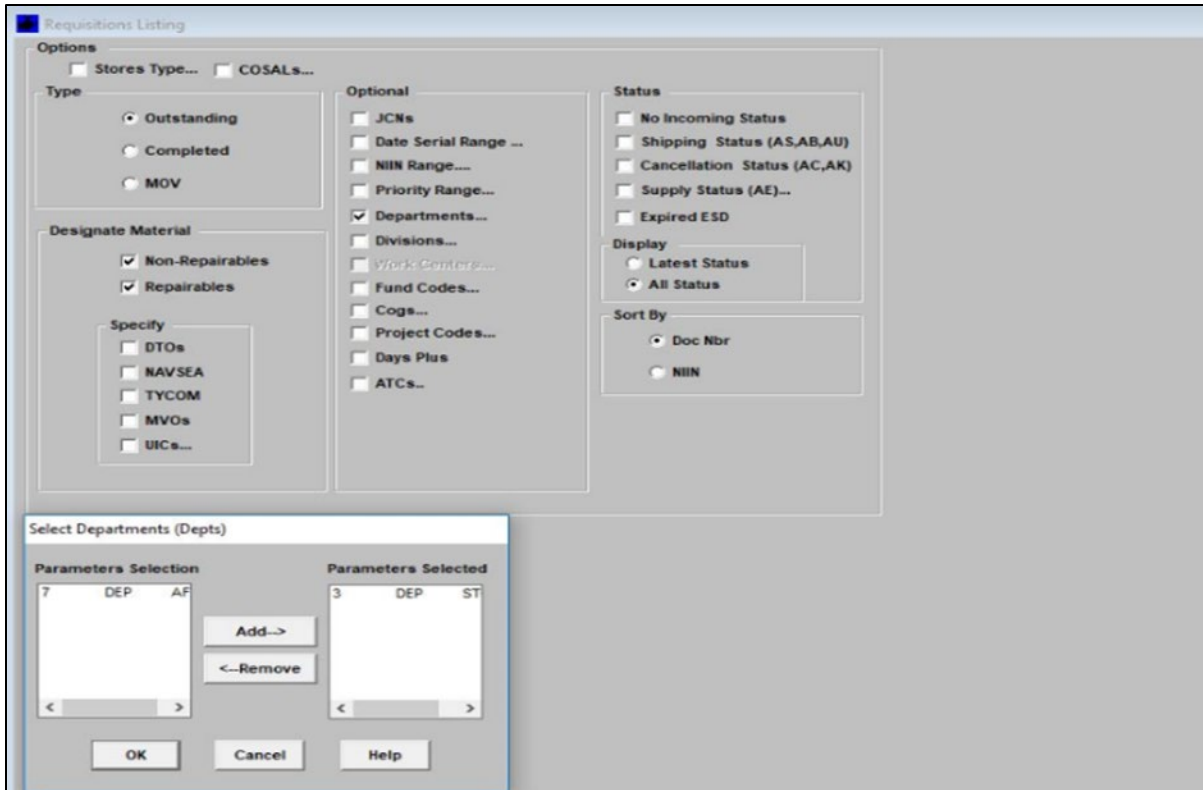 Requisitions Listing
Options
Stores Type... COSALs...
Type
Outstanding
Completed
MOV
Designate Material
Non-Repairables
Repairables
Specify
DTOs
NAVSEA
TYCOM
MVOs
UICs...
Optional
JCNs
Date Serial Range ...
NIIN Range....
Priority Range...
Departments...
Divisions...
Work Centers...
Fund Codes...
Cogs...
Project Codes...
Days Plus
ATCs..
Status
No Incoming Status
Shipping Status (AS,AB,AU)
Cancellation Status (AC,AK)
Supply Status (AE)...
Expired ESD
Display
Latest Status
All Status
Sort By
Doc Nbr
NIIN
Select Departments (Depts)
Parameters Selection
7 DEP AF
Add-->
<--Remove
Parameters Selected
3 DEP ST
OK Cancel Help